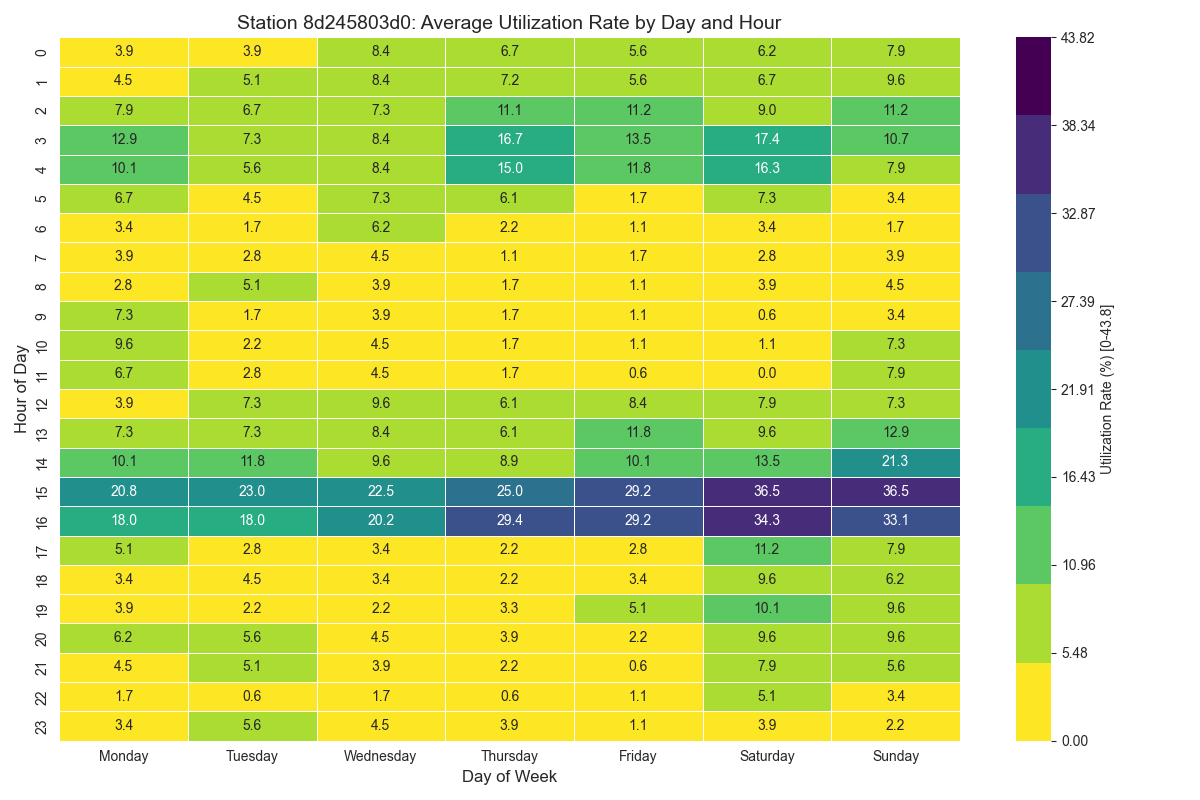 Station 8d245803d0: Average Utilization Rate by Day and Hour
0 3.9 3.9 8.4 6.7 5.6 6.2 7.9
1 4.5 5.1 8.4 7.2 5.6 6.7 9.6
2 7.9 6.7 7.3 11.1 11.2 9.0 11.2
3 12.9 7.3 8.4 16.7 13.5 17.4 10.7
4 10.1 5.6 8.4 15.0 11.8 16.3 7.9
5 6.7 4.5 7.3 6.1 1.7 7.3 3.4
6 3.4 1.7 6.2 2.2 1.1 3.4 1.7
7 3.9 2.8 4.5 1.1 1.7 2.8 3.9
8 2.8 5.1 3.9 1.7 1.1 3.9 4.5
9 7.3 1.7 3.9 1.7 1.1 0.6 3.4
10 9.6 2.2 4.5 1.7 1.1 1.1 7.3
11 6.7 2.8 4.5 1.7 0.6 0.0 7.9
12 3.9 7.3 9.6 6.1 8.4 7.9 7.3
13 7.3 7.3 8.4 6.1 11.8 9.6 12.9
14 10.1 11.8 9.6 8.9 10.1 13.5 21.3
15 20.8 23.0 22.5 25.0 29.2 36.5 36.5
16 18.0 18.0 20.2 29.4 29.2 34.3 33.1
17 5.1 2.8 3.4 2.2 2.8 11.2 7.9
18 3.4 4.5 3.4 2.2 3.4 9.6 6.2
19 3.9 2.2 2.2 3.3 5.1 10.1 9.6
20 6.2 5.6 4.5 3.9 2.2 9.6 9.6
21 4.5 5.1 3.9 2.2 0.6 7.9 5.6
22 1.7 0.6 1.7 0.6 1.1 5.1 3.4
23 3.4 5.6 4.5 3.9 1.1 3.9 2.2
Monday Tuesday Wednesday Thursday Friday Saturday Sunday
Day of Week
Hour of Day
43.82
38.34
32.87
27.39
21.91
16.43
10.96
5.48
0.00
Utilization Rate (%) [0-43.8]